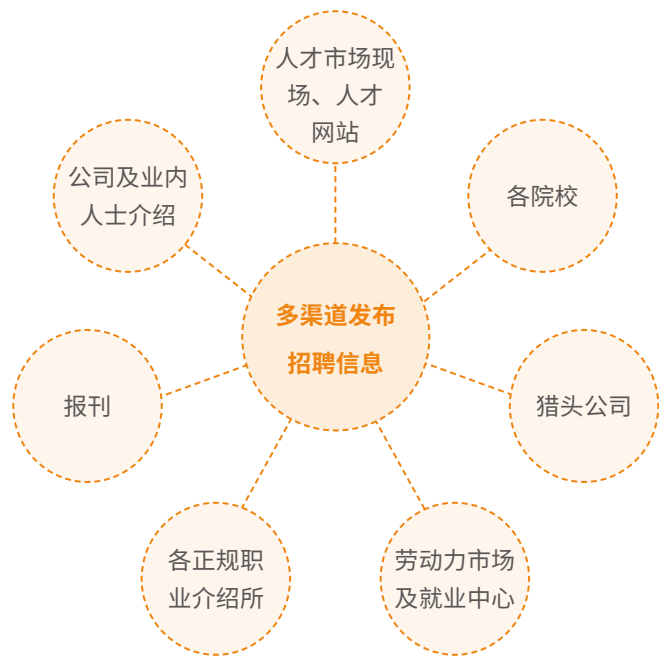 人才市场现
场、人才
网站
公司及业内
人士介绍
各院校
多渠道发布
招聘信息
报刊
猎头公司
各正规职
业介绍所
劳动力市场
及就业中心